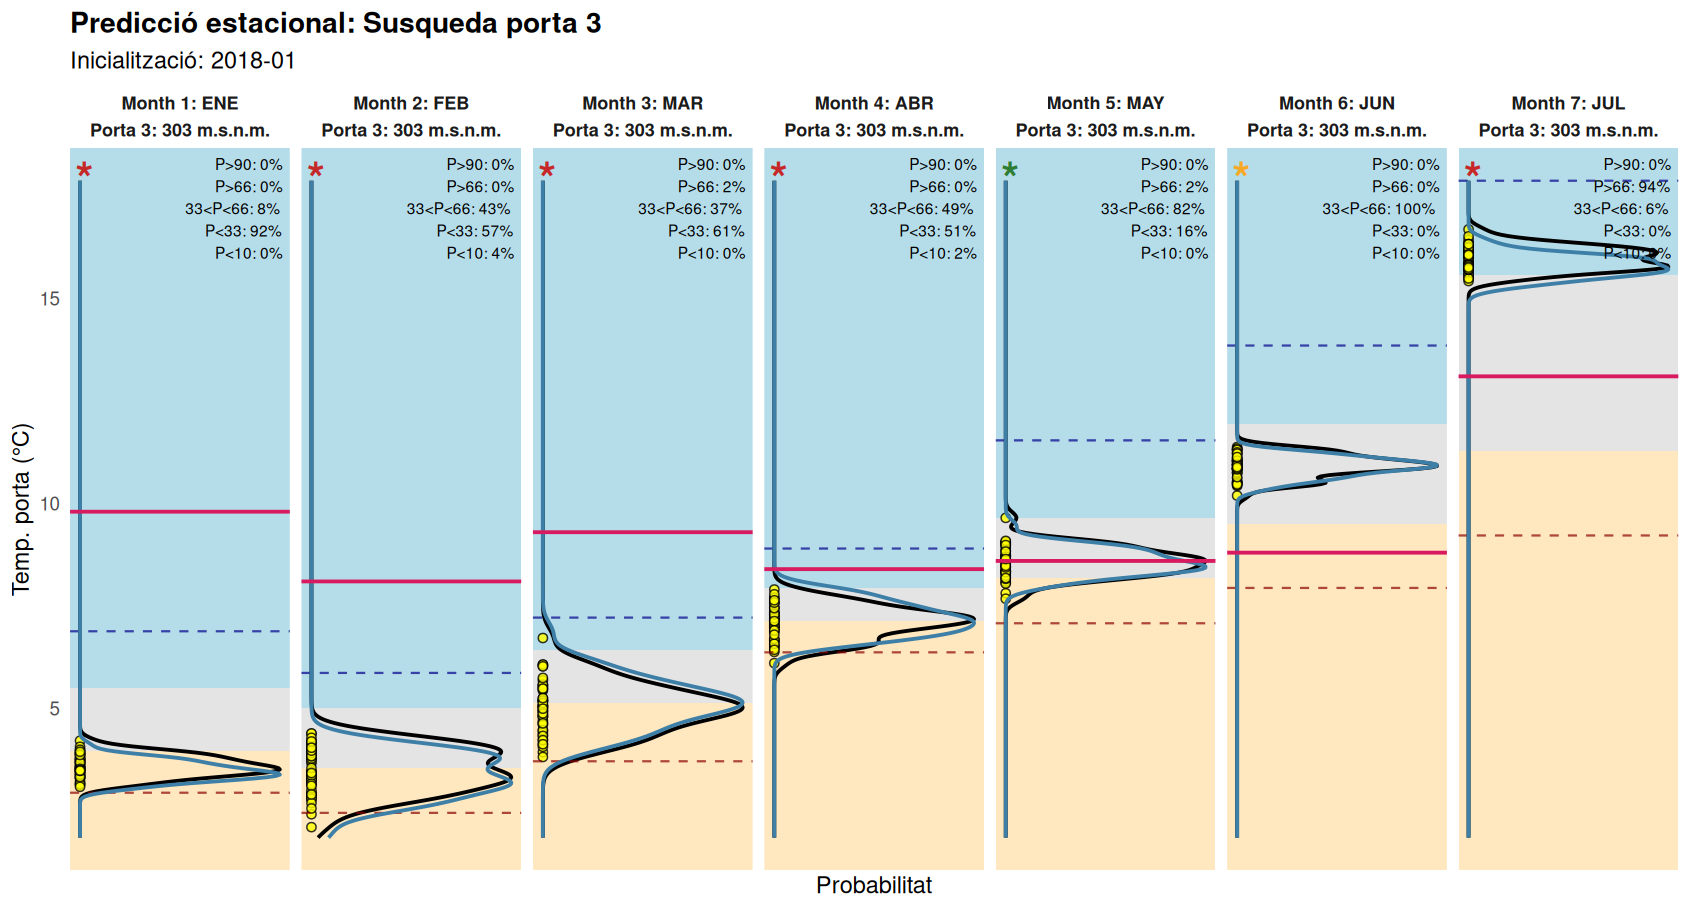 Predicció estacional: Susqueda porta 3
Inicialització: 2018-01
Month 1: ENE
Porta 3: 303 m.s.n.m.
Month 2: FEB
Porta 3: 303 m.s.n.m.
Month 3: MAR
Porta 3: 303 m.s.n.m.
Month 4: ABR
Porta 3: 303 m.s.n.m.
Month 5: MAY
Porta 3: 303 m.s.n.m.
Month 6: JUN
Porta 3: 303 m.s.n.m.
Month 7: JUL
Porta 3: 303 m.s.n.m.
*
P>90: 0%
P>66: 0%
33<P<66: 8%
P<33: 92%
P<10: 0%
*
P>90: 0%
P>66: 0%
33<P<66: 43%
P<33: 57%
P<10: 4%
*
P>90: 0%
P>66: 2%
33<P<66: 37%
P<33: 61%
P<10: 0%
*
P>90: 0%
P>66: 0%
33<P<66: 49%
P<33: 51%
P<10: 2%
*
P>90: 0%
P>66: 2%
33<P<66: 82%
P<33: 16%
P<10: 0%
*
P>90: 0%
P>66: 0%
33<P<66: 100%
P<33: 0%
P<10: 0%
*
P>90: 0%
P>66: 94%
33<P<66: 6%
P<33: 0%
P<10: %
Temp. porta (°C)
15
10
5
Probabilitat